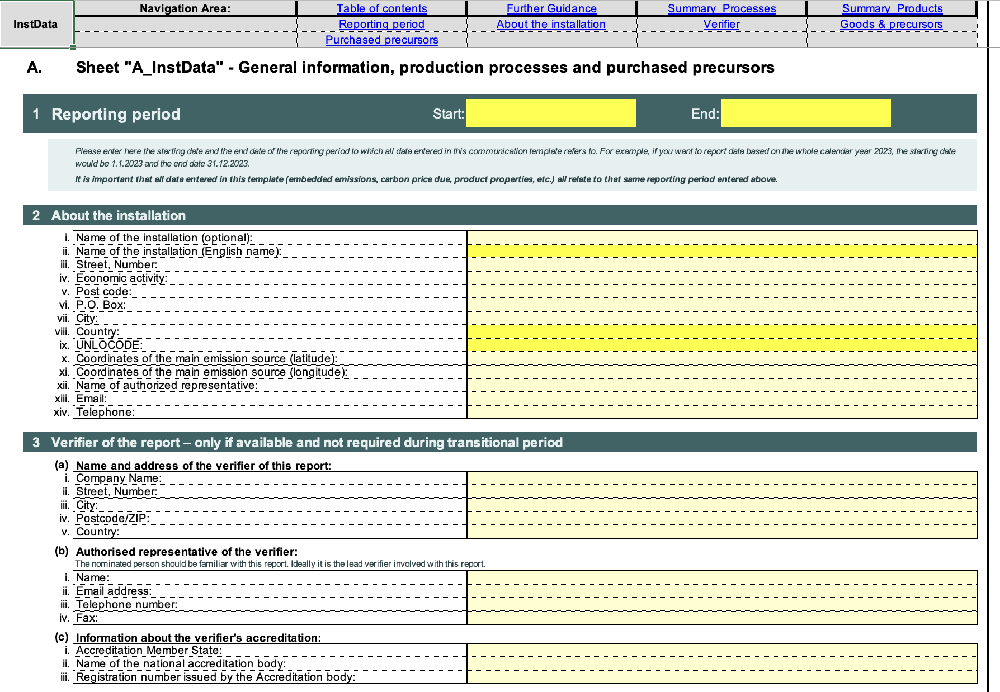 InstData
Navigation Area:
Table of contents
Further Guidance
Summary_Processes
Summary_Products
Reporting period
About the installation
Verifier
Goods & precursors
Purchased precursors
A. Sheet "A_InstData" - General information, production processes and purchased precursors
1 Reporting period Start: End:
Please enter here the starting date and the end date of the reporting period to which all data entered in this communication template refers to. For example, if you want to report data based on the whole calendar year 2023, the starting date
would be 1.1.2023 and the end date 31.12.2023.
It is important that all data entered in this template (embedded emissions, carbon price due, product properties, etc.) all relate to that same reporting period entered above.
2 About the installation
i. Name of the installation (optional):
ii. Name of the installation (English name):
iii. Street, Number:
iv. Economic activity:
v. Post code:
vi. P.O. Box:
vii. City:
viii. Country:
ix. UNLOCODE:
x. Coordinates of the main emission source (latitude):
xi. Coordinates of the main emission source (longitude):
xii. Name of authorized representative:
xiii. Email:
xiv. Telephone:
3 Verifier of the report – only if available and not required during transitional period
(a) Name and address of the verifier of this report:
i. Company Name:
ii. Street, Number:
iii. City:
iv. Postcode/ZIP:
v. Country:
(b) Authorised representative of the verifier:
The nominated person should be familiar with this report. Ideally it is the lead verifier involved with this report.
i. Name:
ii. Email address:
iii. Telephone number:
iv. Fax:
(c) Information about the verifier's accreditation:
i. Accreditation Member State:
ii. Name of the national accreditation body:
iii. Registration number issued by the Accreditation body: